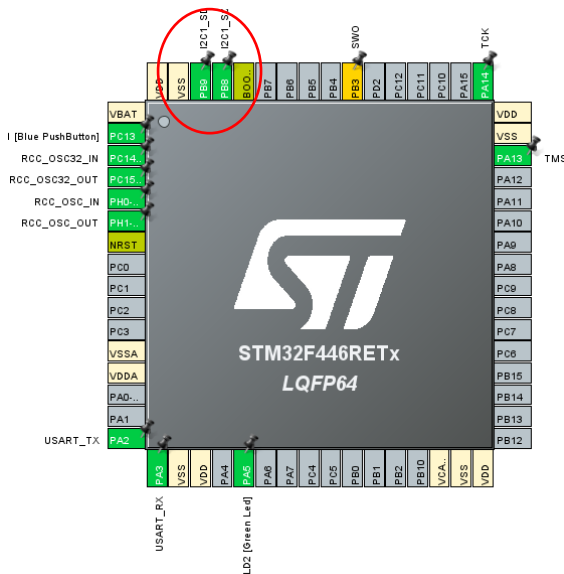 I2C1_SD
I2C1_S
SWO
TCK
VDD
VSS
PB9
PB8
BOO..
PB7
PB6
PB5
PB4
PB3
PD2
PC12
PC11
PC10
PA15
PA14
VBAT
I [Blue PushButton] PC13
RCC_OSC32_IN PC14..
RCC_OSC32_OUT PC15..
RCC_OSC_IN PH0-..
RCC_OSC_OUT PH1-..
NRST
PC0
PC1
PC2
PC3
VSSA
VDDA
PA0-..
PA1
USART_TX PA2
STM32F446RETx
LQFP64
VDD
VSS
PA13 TMS
PA12
PA11
PA10
PA9
PA8
PC9
PC8
PC7
PC6
PB15
PB14
PB13
PB12
PA3
VSS
VDD
PA4
PA5
PA6
PA7
PC4
PC5
PB0
PB1
PB2
PB10
VCA..
VSS
VDD
USART_RX
LD2 [Green Led]